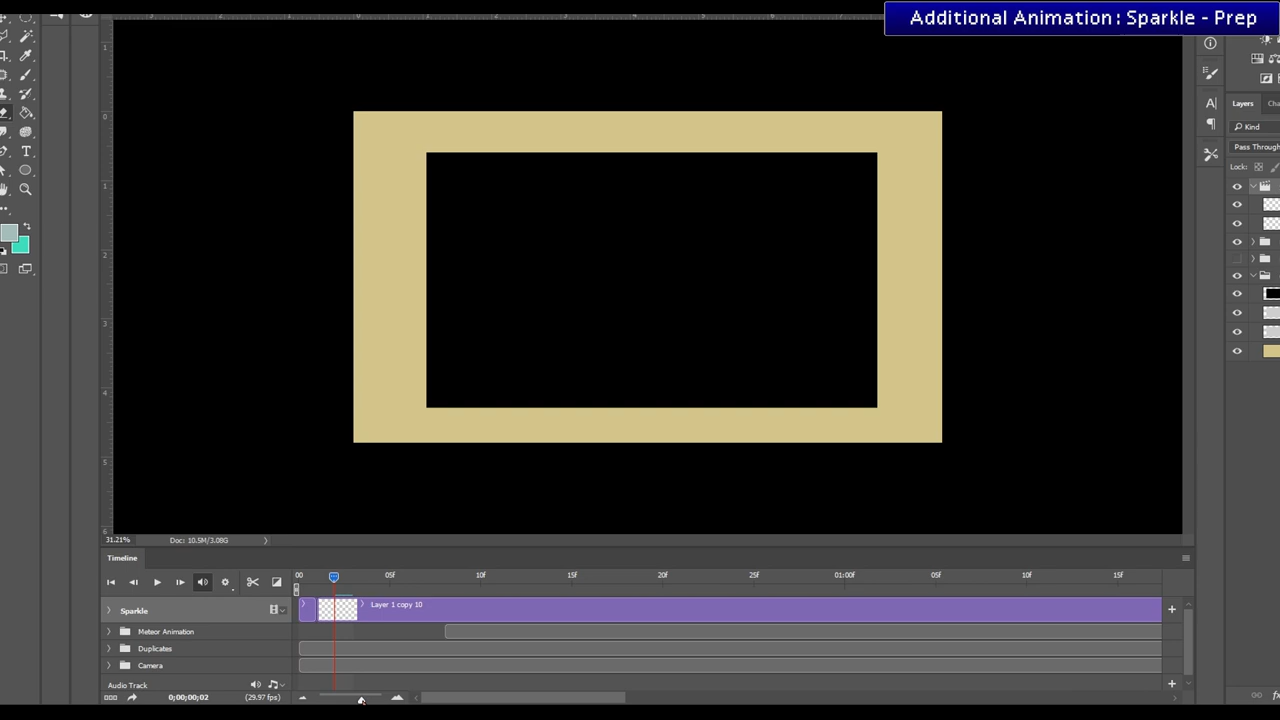 Additional Animation : Sparkle - Prep
Layers
Kind
Pass Through
Lock:
31.21%
Doc: 10.5M/3.08G
Timeline
00 05f 10f 15f 20f 25f 01:00f 05f 10f 15f
Sparkle
Layer 1 copy 10
Meteor Animation
Duplicates
Camera
Audio Track
0;00;00;02
(29.97 fps)